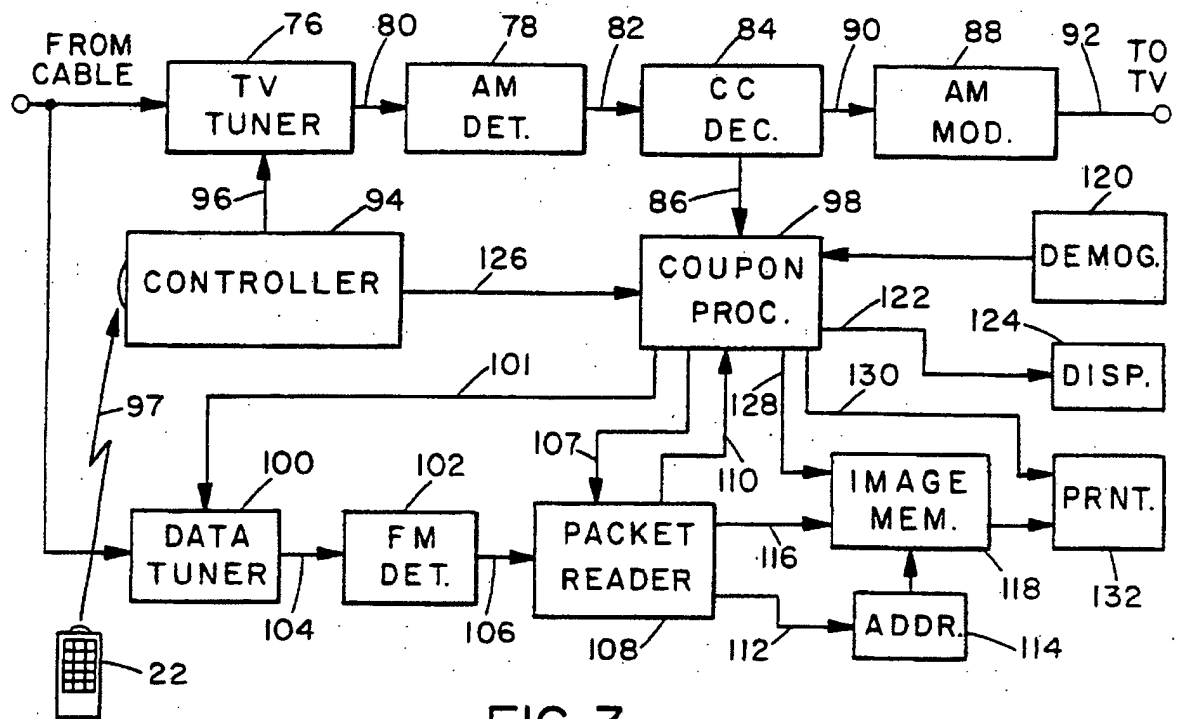 76 80 78 82 84 90 88 92
FROM CABLE
TO TV
TV TUNER
AM DET.
CC DEC.
AM MOD.
96 94 86 98 120
CONTROLLER
126
COUPON PROC.
DEMOG.
122
124
DISP.
101
97
128
130
107
110
100
102
DATA TUNER
FM DET.
PACKET READER
IMAGE MEM.
PRNT.
116
118
132
104
106
108
112
ADDR.
114
22